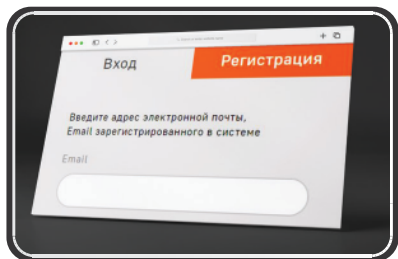 Вход
Регистрация
Введите адрес электронной почты,
Email зарегистрированного в системе
Email